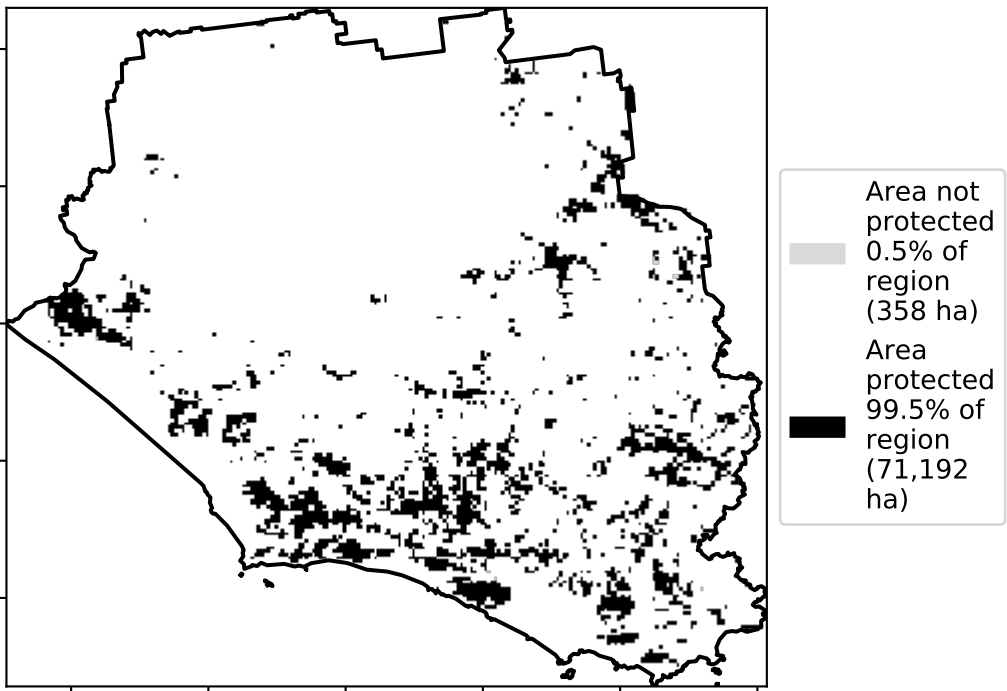 Area not
protected
0.5% of
region
(358 ha)
Area
protected
99.5% of
region
(71,192
ha)